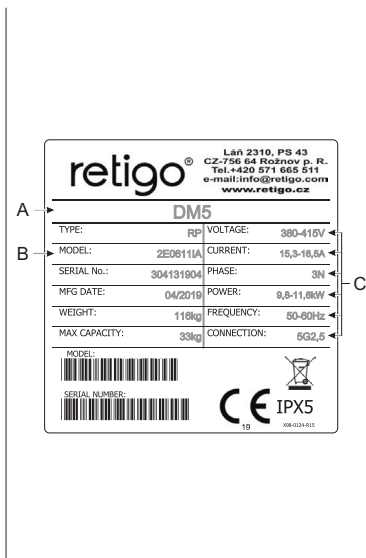 retigo®
Láň 2310, PS 43
CZ-756 64 Rožnov p. R.
Tel.+420 571 665 511
e-mail:info@retigo.com
www.retigo.cz
A
DM5
TYPE: RP VOLTAGE: 380-415V
B
MODEL: 2E0611IA CURRENT: 15,3-16,5A
SERIAL No.: 304131904 PHASE: 3N
C
MFG DATE: 04/2019 POWER: 9,8-11,6kW
WEIGHT: 116kg FREQUENCY: 50-60Hz
MAX CAPACITY: 33kg CONNECTION: 5G2,5
MODEL:
SERIAL NUMBER:
CE IPX5
19
X98-0124-R15